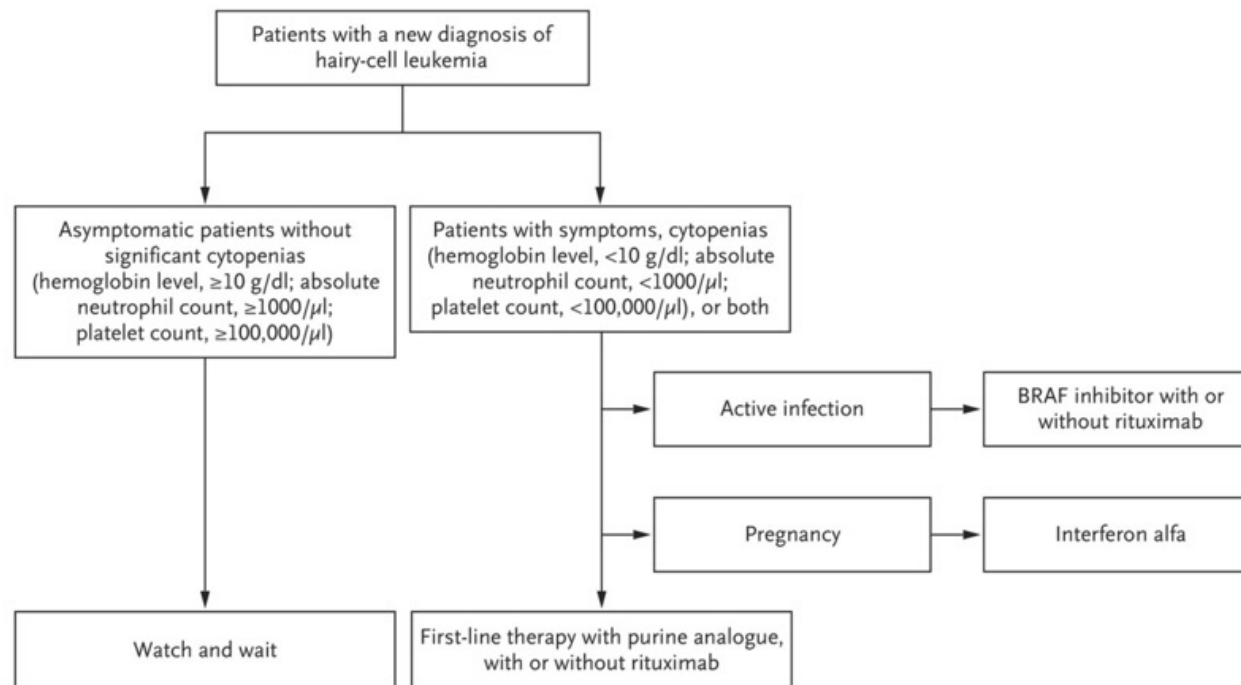 Patients with a new diagnosis of
hairy-cell leukemia
Asymptomatic patients without
significant cytopenias
(hemoglobin level, ≥10 g/dl; absolute
neutrophil count, ≥1000/μl;
platelet count, ≥100,000/μl)
Patients with symptoms, cytopenias
(hemoglobin level, <10 g/dl; absolute
neutrophil count, <1000/μl;
platelet count, <100,000/μl), or both
Active infection
BRAF inhibitor with or
without rituximab
Pregnancy
Interferon alfa
Watch and wait
First-line therapy with purine analogue,
with or without rituximab